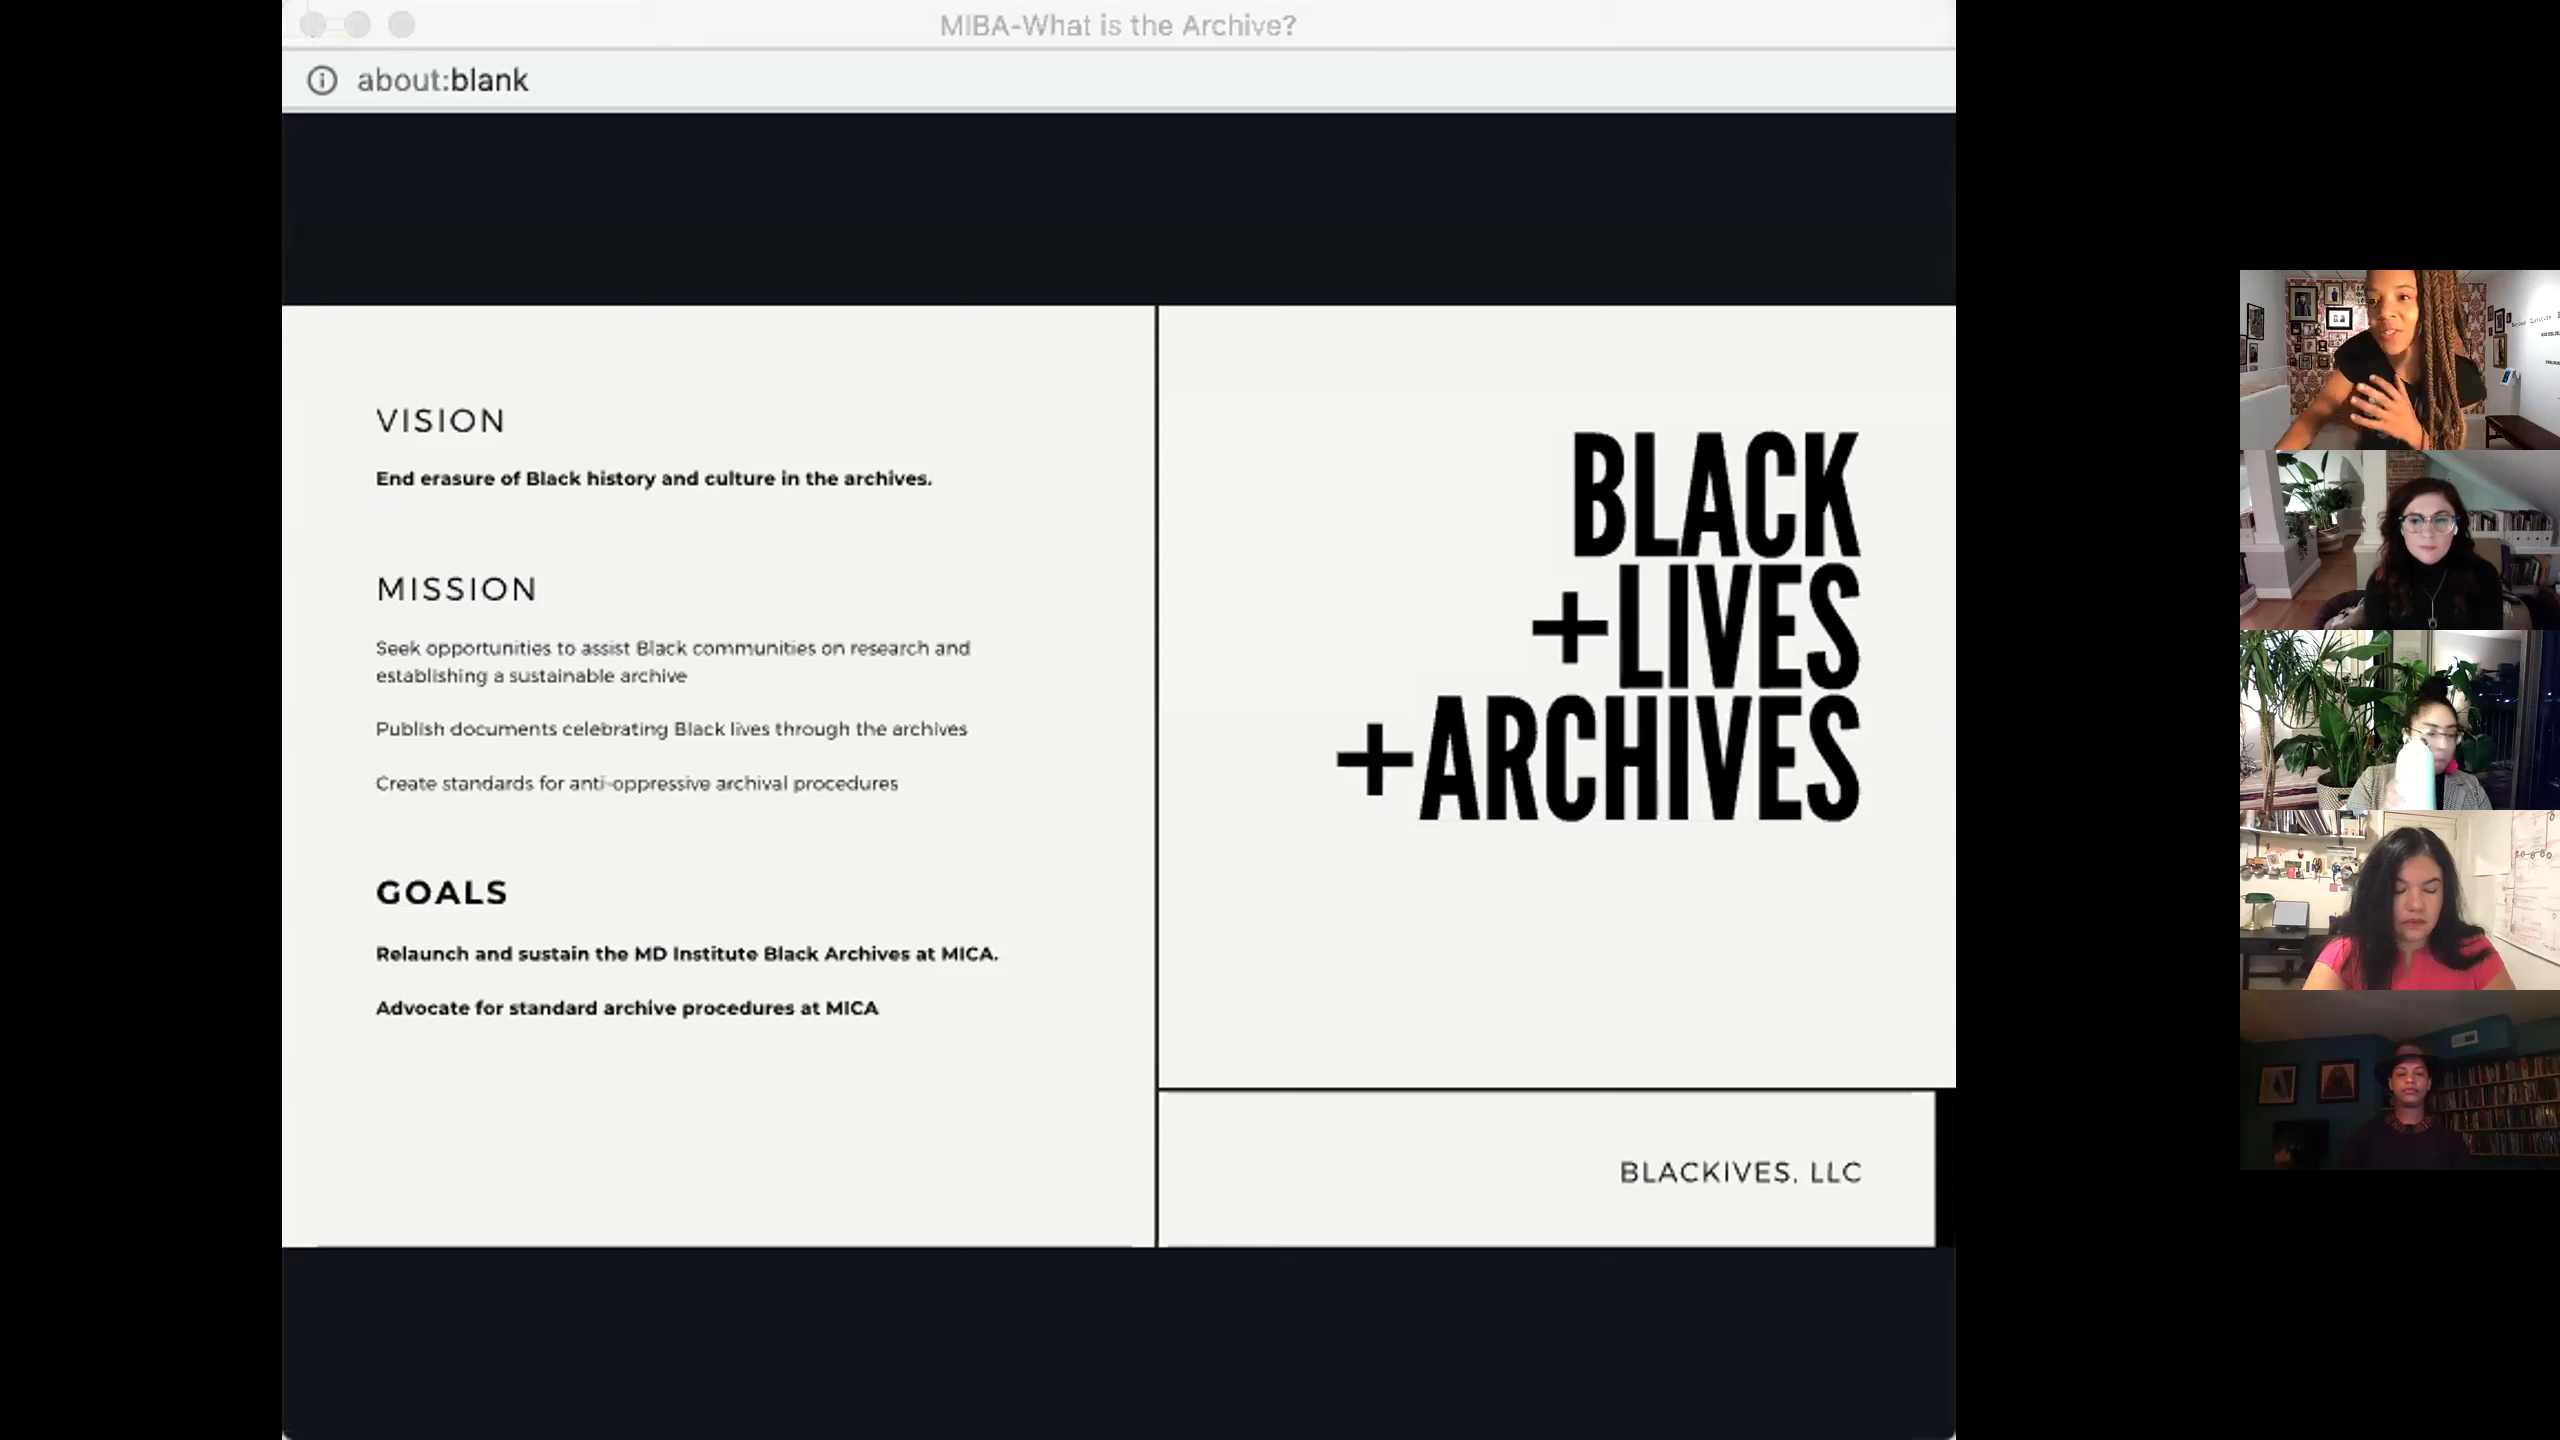 MIBA-What is the Archive?
about:blank
VISION
End erasure of Black history and culture in the archives.
MISSION
Seek opportunities to assist Black communities on research and
establishing a sustainable archive
Publish documents celebrating Black lives through the archives
Create standards for anti-oppressive archival procedures
GOALS
Relaunch and sustain the MD Institute Black Archives at MICA.
Advocate for standard archive procedures at MICA
BLACK
+LIVES
+ARCHIVES
BLACKIVES, LLC